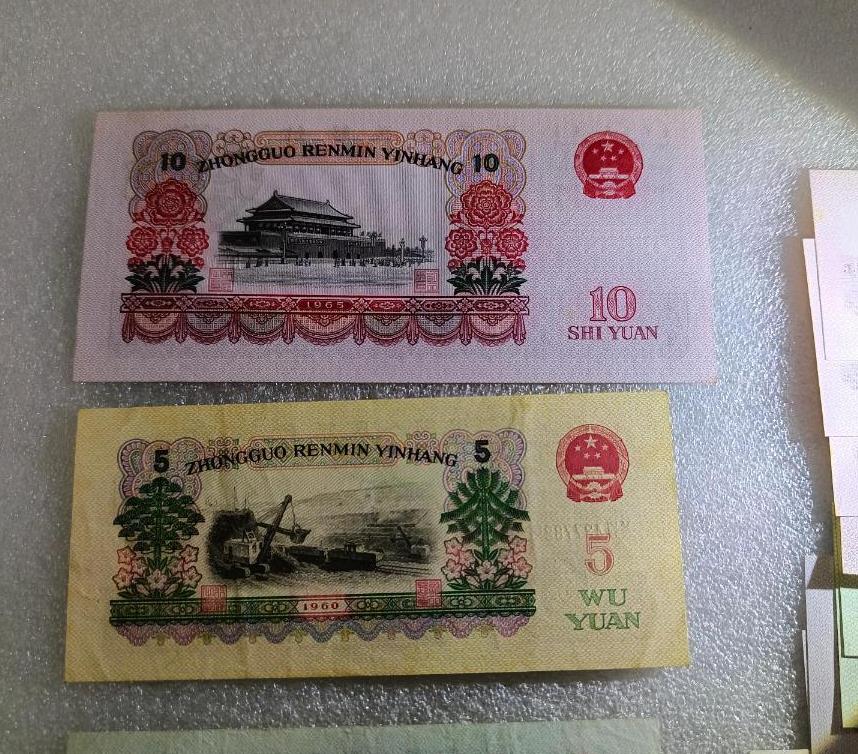 10 ZHONGGUO RENMIN YINHANG 10
1965
10
SHI YUAN
5 ZHONGGUO RENMIN YINHANG 5
1960
5
WU
YUAN